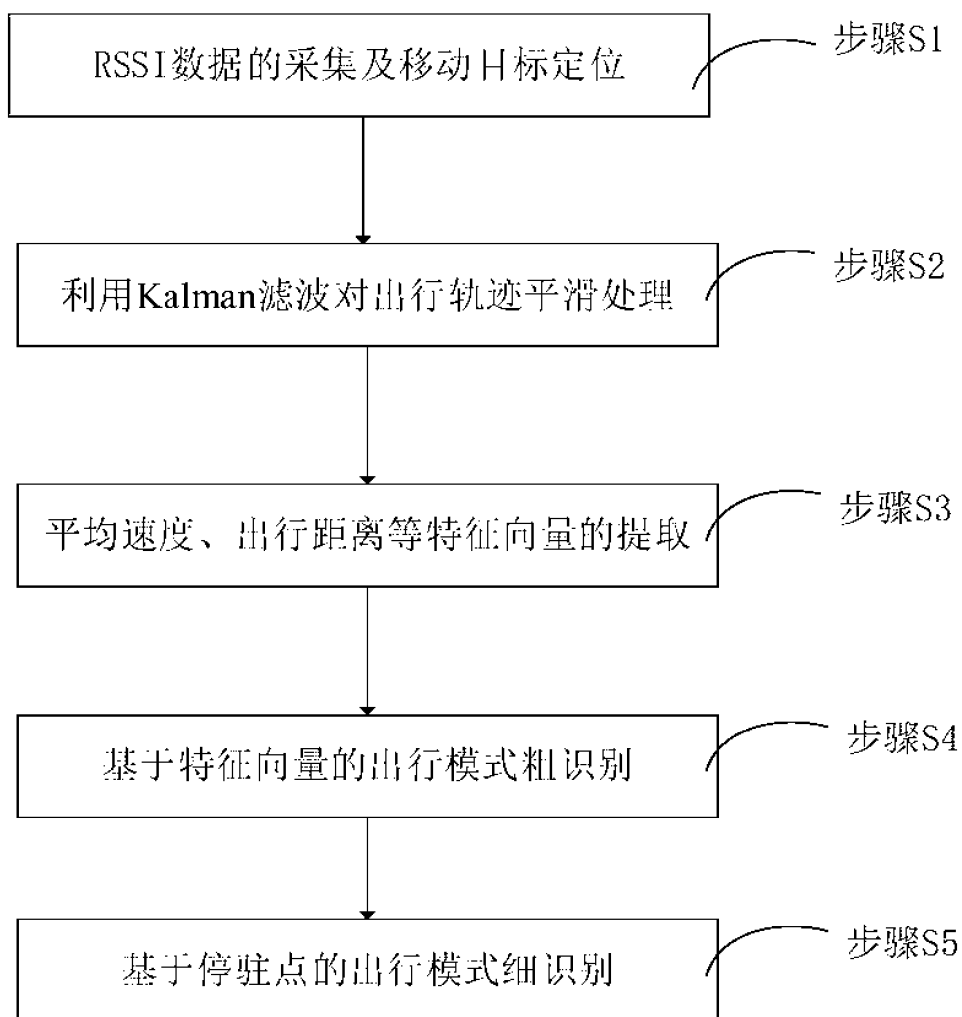 RSSI数据的采集及移动目标定位
步骤S1
利用Kalman滤波对出行轨迹平滑处理
步骤S2
平均速度、出行距离等特征向量的提取
步骤S3
基于特征向量的出行模式粗识别
步骤S4
基于停驻点的出行模式细识别
步骤S5